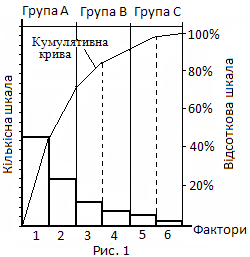 Група А Група В Група С
Кумулятивна
крива
Кількісна шкала
100%
80%
60%
40%
20%
Відсоткова шкала
1 2 3 4 5 6 Фактори
Рис. 1